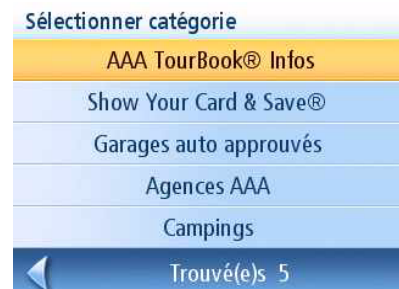 Sélectionner catégorie
AAA TourBook® Infos
Show Your Card & Save®
Garages auto approuvés
Agences AAA
Campings
Trouvé(e)s 5